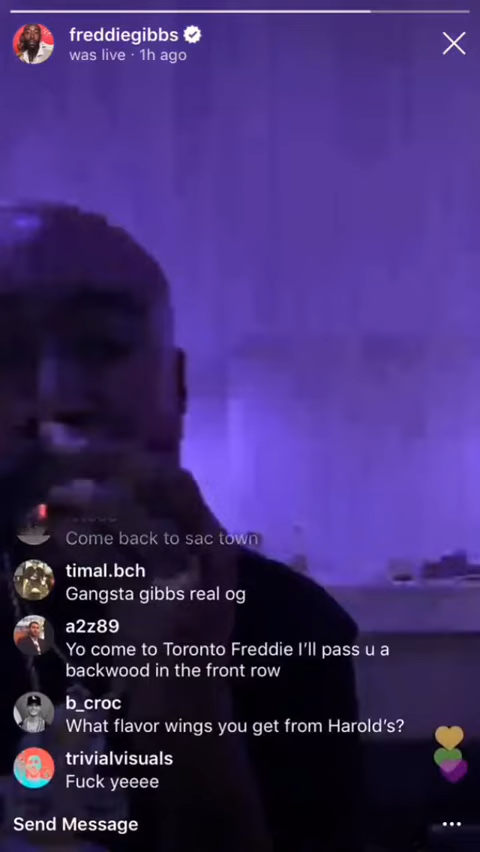 freddiegibbs
was live · 1h ago
Come back to sac town
timal.bch
Gangsta gibbs real og
a2z89
Yo come to Toronto Freddie I’ll pass u a
backwood in the front row
b_croc
What flavor wings you get from Harold’s?
trivialvisuals
Fuck yeeee
Send Message